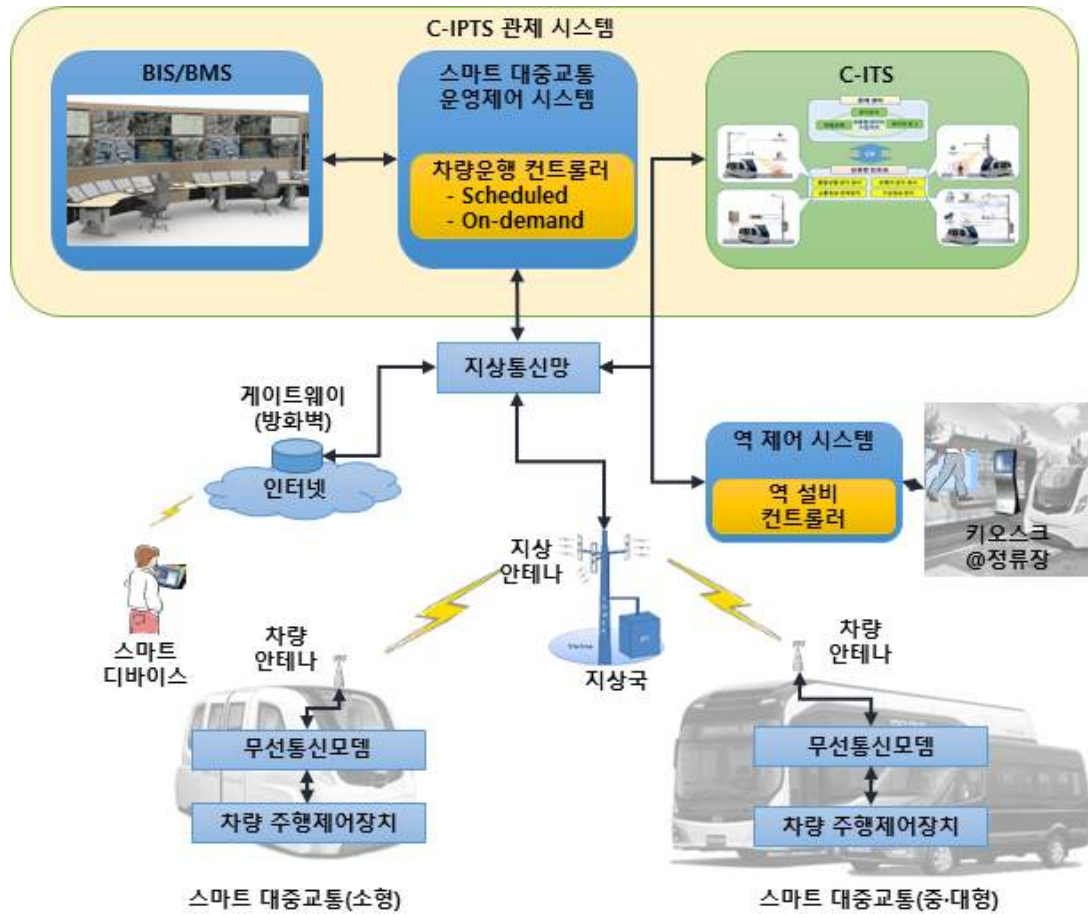 C-IPTS 관제 시스템
BIS/BMS
스마트 대중교통
운영제어 시스템
차량운행 컨트롤러
- Scheduled
- On-demand
C-ITS
지상통신망
게이트웨이
(방화벽)
인터넷
역 제어 시스템
역 설비
컨트롤러
키오스크
@정류장
지상
안테나
스마트
디바이스
차량
안테나
지상국
차량
안테나
무선통신모뎀
차량 주행제어장치
무선통신모뎀
차량 주행제어장치
스마트 대중교통(소형)
스마트 대중교통(중·대형)